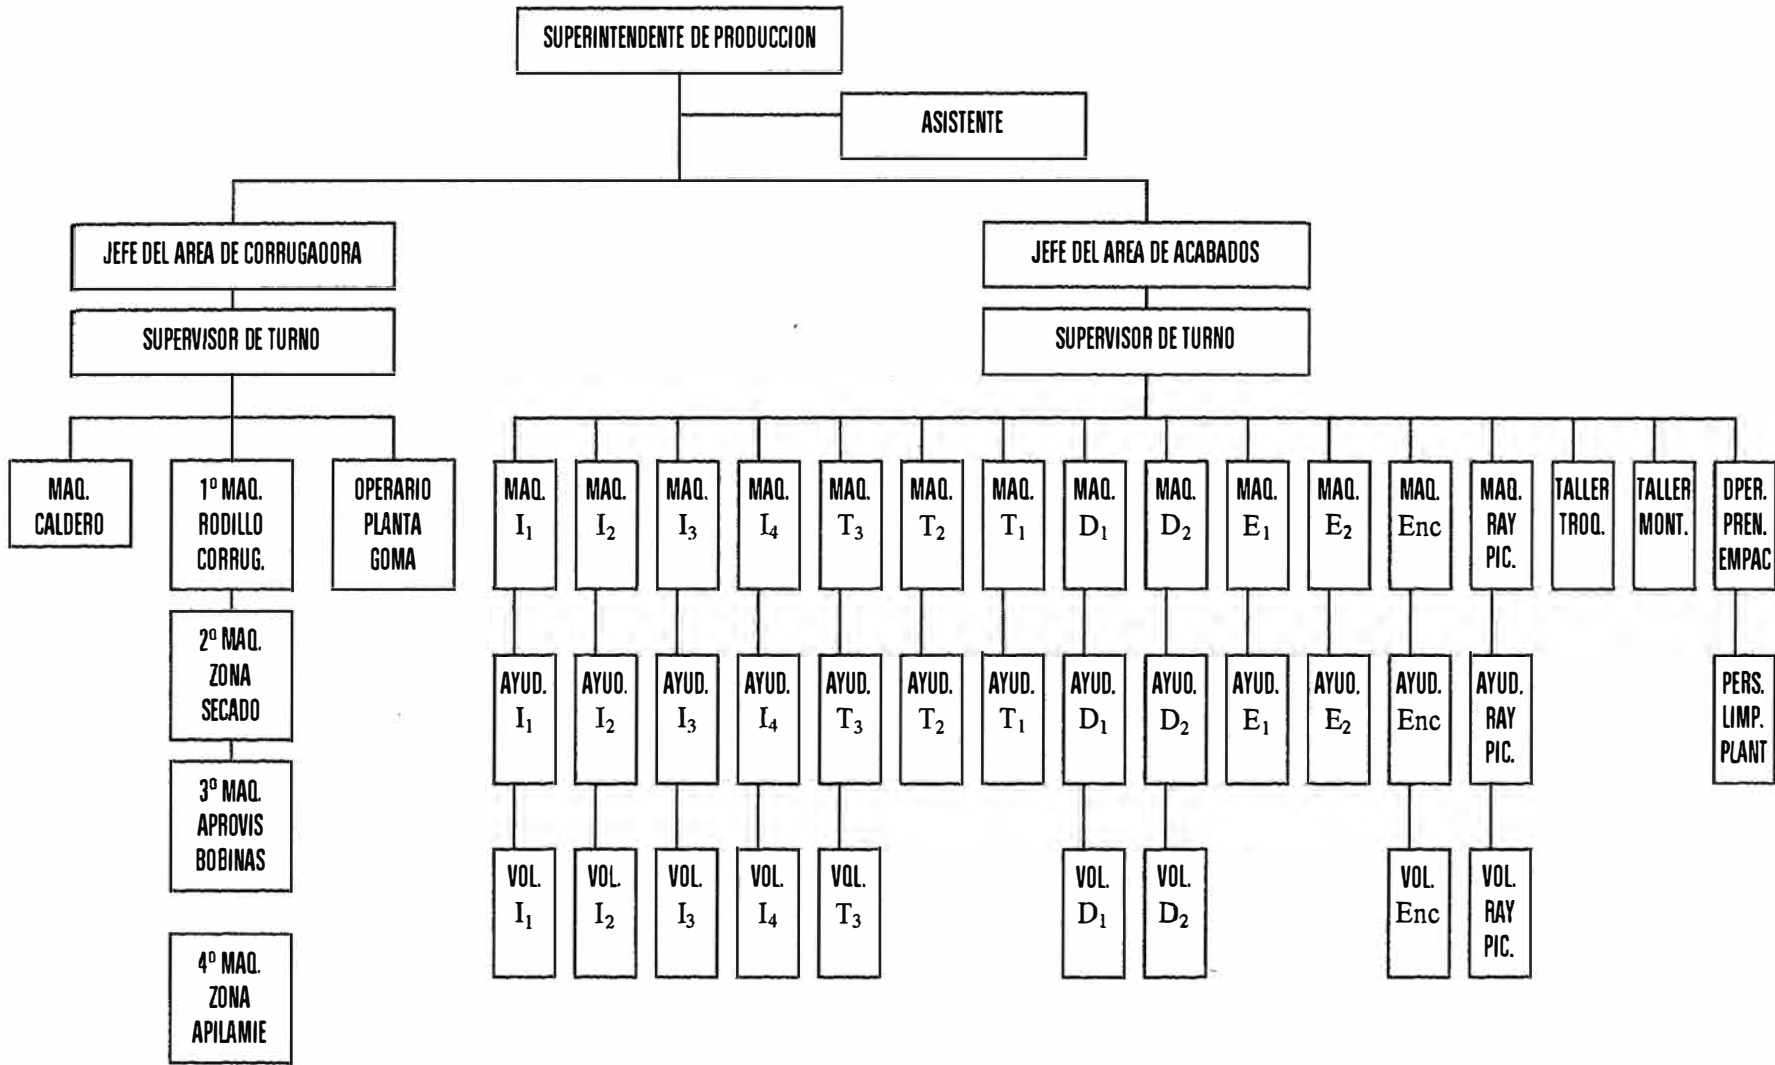 SUPERINTENDENTE DE PRODUCCION
ASISTENTE
JEFE DEL AREA DE CORRUGAOORA
JEFE DEL AREA DE ACABADOS
SUPERVISOR DE TURNO
SUPERVISOR DE TURNO
MAQ.
CALDERO
1º MAQ.
RODILLO
CORRUG.
OPERARIO
PLANTA
GOMA
MAQ.
I₁
MAQ.
I₂
MAQ.
I₃
MAQ.
I₄
MAQ.
T₃
MAQ.
T₂
MAQ.
T₁
MAQ.
D₁
MAQ.
D₂
MAQ.
E₁
MAQ.
E₂
MAQ.
Enc
MAQ.
RAY
PIC.
TALLER
TROQ.
TALLER
MONT.
OPER.
PREN.
EMPAC
2º MAQ.
ZONA
SECADO
3º MAQ.
APROVIS
BOBINAS
4º MAQ.
ZONA
APILAMIE
AYUD.
I₁
AYUO.
I₂
AYUD.
I₃
AYUD.
I₄
AYUD.
T₃
AYUD.
T₂
AYUD.
T₁
AYUD.
D₁
AYUO.
D₂
AYUD.
E₁
AYUO.
E₂
AYUD.
Enc
AYUD.
RAY
PIC.
PERS.
LIMP.
PLANT
VOL.
I₁
VOL.
I₂
VOL.
I₃
VOL.
I₄
VOL.
T₃
VOL.
D₁
VOL.
D₂
VOL.
Enc
VOL.
RAY
PIC.